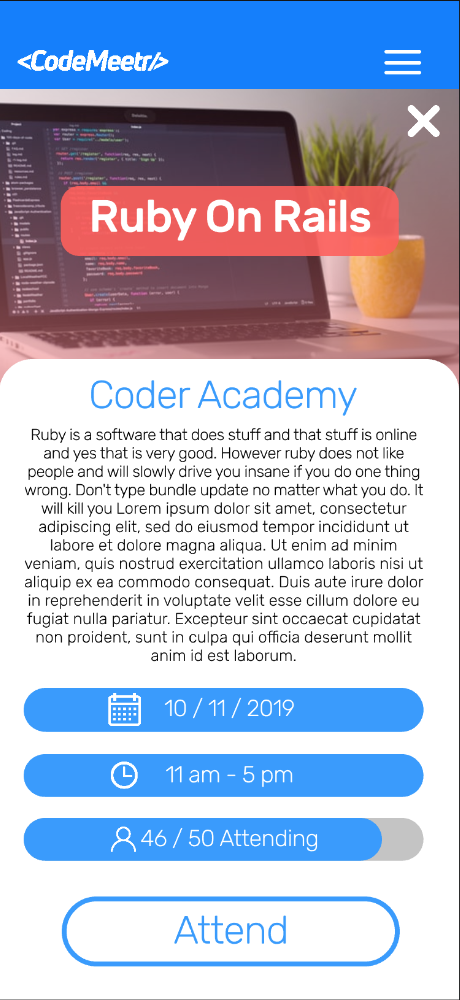 <CodeMeetr/>
Ruby On Rails
Coder Academy
Ruby is a software that does stuff and that stuff is online
and yes that is very good. However ruby does not like
people and will slowly drive you insane if you do one thing
wrong. Don't type bundle update no matter what you do. It
will kill you Lorem ipsum dolor sit amet, consectetur
adipiscing elit, sed do eiusmod tempor incididunt ut
labore et dolore magna aliqua. Ut enim ad minim
veniam, quis nostrud exercitation ullamco laboris nisi ut
aliquip ex ea commodo consequat. Duis aute irure dolor
in reprehenderit in voluptate velit esse cillum dolore eu
fugiat nulla pariatur. Excepteur sint occaecat cupidatat
non proident, sunt in culpa qui officia deserunt mollit
anim id est laborum.
10 / 11 / 2019
11 am - 5 pm
46 / 50 Attending
Attend